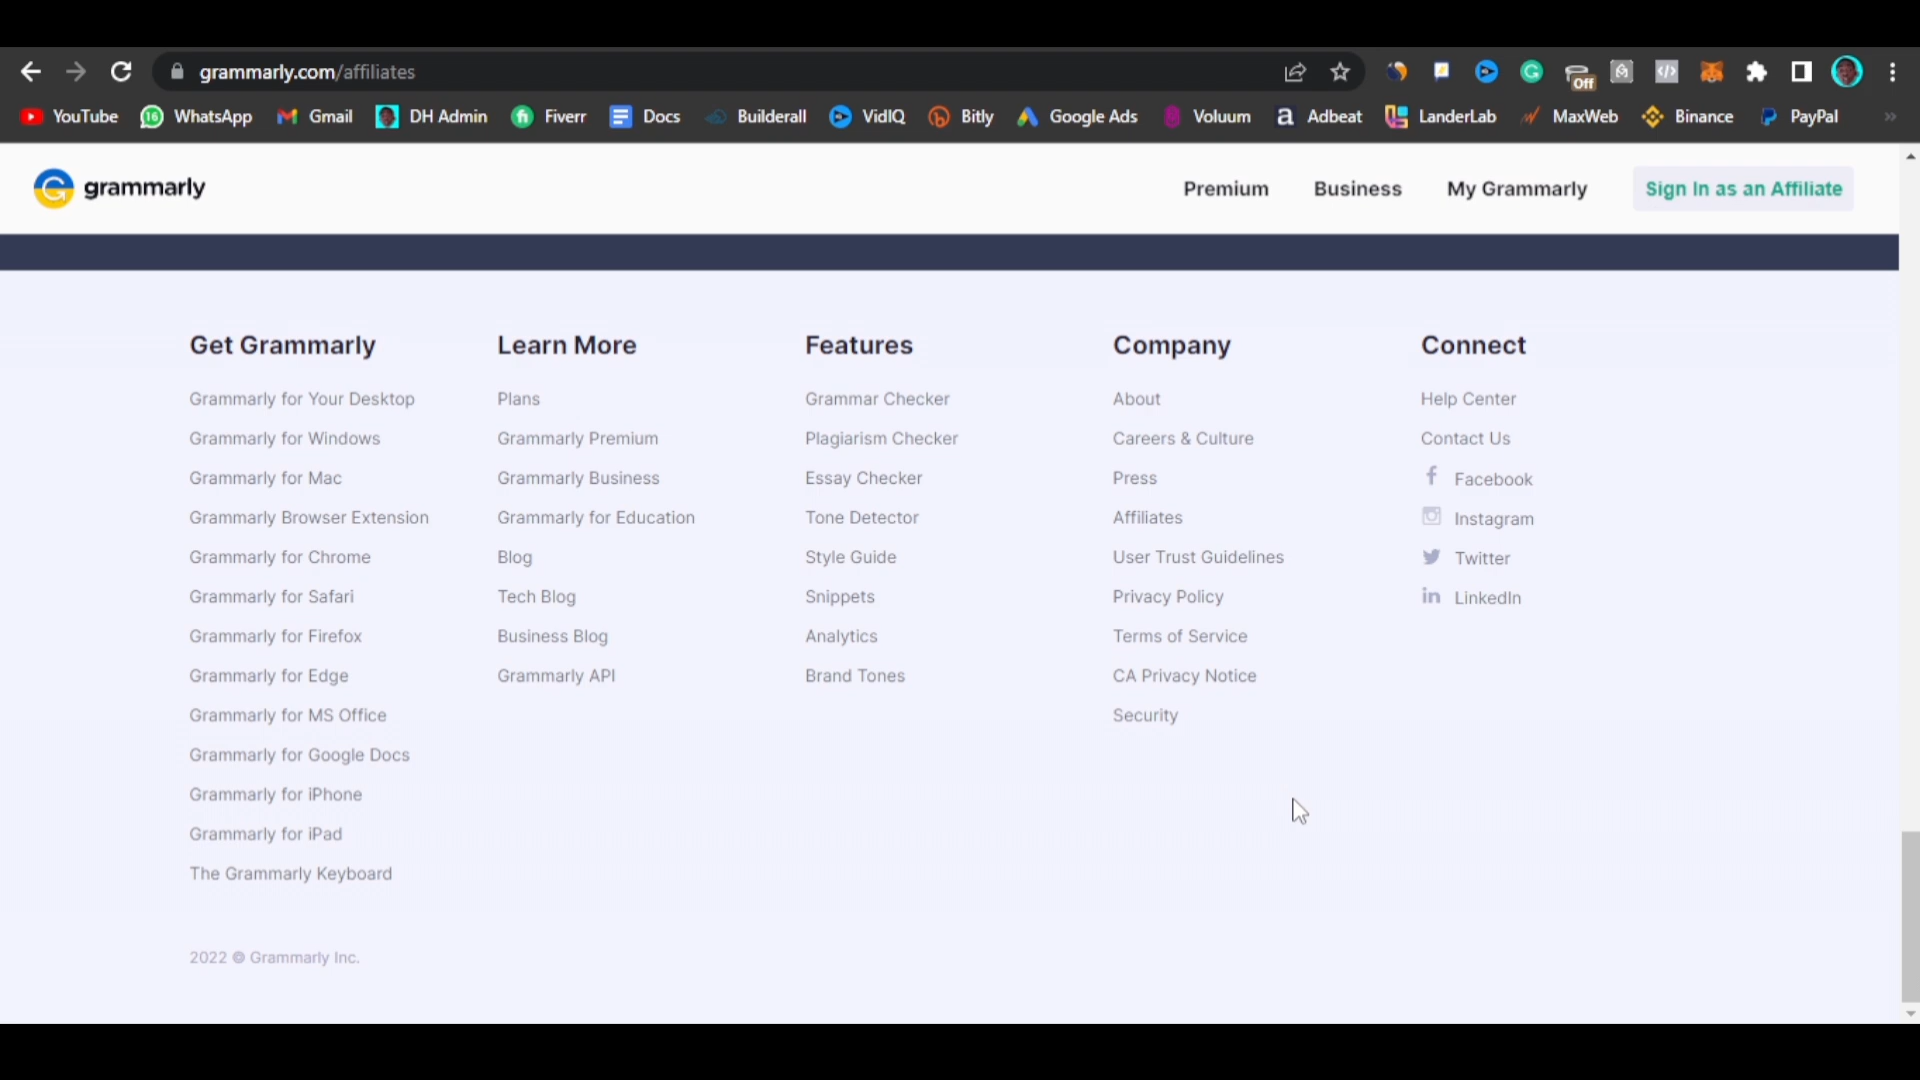 grammarly.com/affiliates
Off
YouTube WhatsApp Gmail DH Admin Fiverr Docs Builderall VidIQ Bitly Google Ads Voluum Adbeat LanderLab MaxWeb Binance PayPal
grammarly
Premium Business My Grammarly Sign In as an Affiliate
Get Grammarly
Grammarly for Your Desktop
Grammarly for Windows
Grammarly for Mac
Grammarly Browser Extension
Grammarly for Chrome
Grammarly for Safari
Grammarly for Firefox
Grammarly for Edge
Grammarly for MS Office
Grammarly for Google Docs
Grammarly for iPhone
Grammarly for iPad
The Grammarly Keyboard
Learn More
Plans
Grammarly Premium
Grammarly Business
Grammarly for Education
Blog
Tech Blog
Business Blog
Grammarly API
Features
Grammar Checker
Plagiarism Checker
Essay Checker
Tone Detector
Style Guide
Snippets
Analytics
Brand Tones
Company
About
Careers & Culture
Press
Affiliates
User Trust Guidelines
Privacy Policy
Terms of Service
CA Privacy Notice
Security
Connect
Help Center
Contact Us
Facebook
Instagram
Twitter
LinkedIn
2022 © Grammarly Inc.